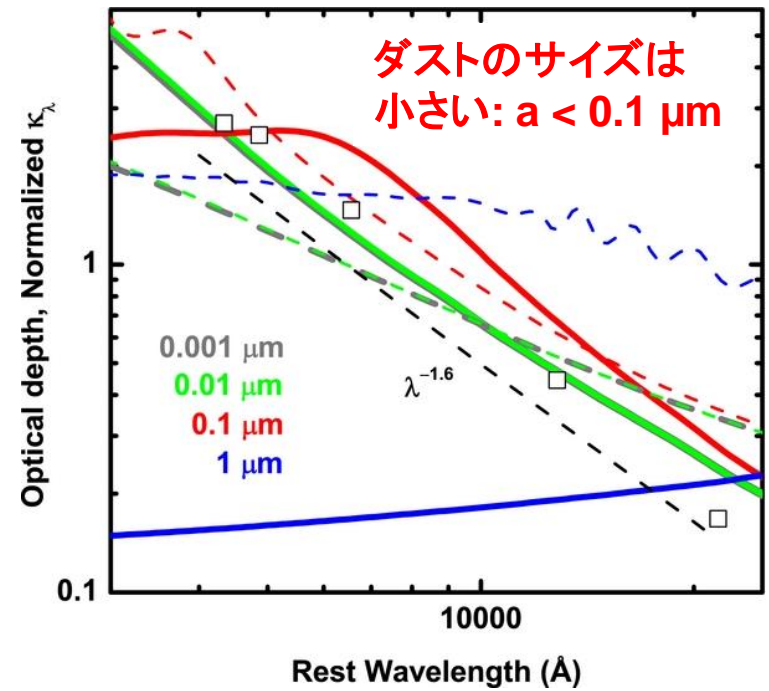 ダストのサイズは
小さい: a < 0.1 μm
Optical depth, Normalized κλ
1
0.1
0.001 μm
0.01 μm
0.1 μm
1 μm
λ−1.6
10000
Rest Wavelength (Å)